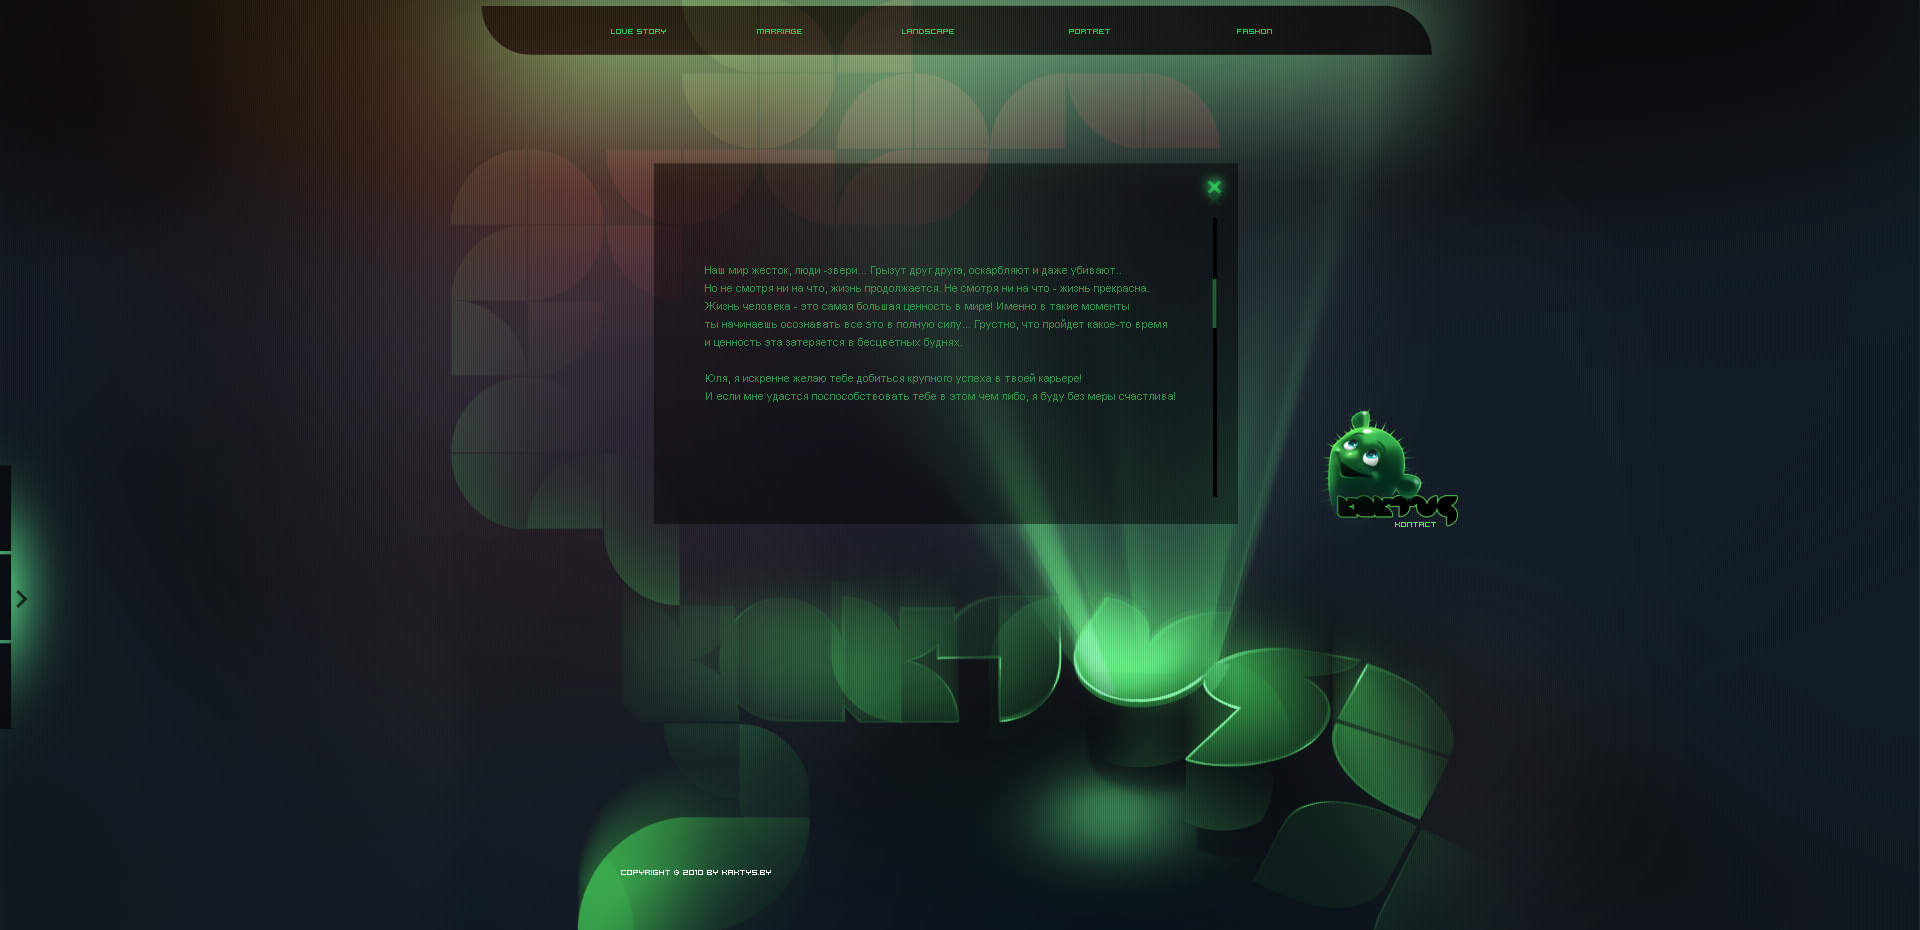 LOVE STORY
MARRIAGE
LANDSCAPE
PORTRET
FASHON
Наш мир жесток, люди -звери... Грызут друг друга, оскарбляют и даже убивают..
Но не смотря ни на что, жизнь продолжается. Не смотря ни на что - жизнь прекрасна.
Жизнь человека - это самая большая ценность в мире! Именно в такие моменты
ты начинаешь осознавать все это в полную силу... Грустно, что пройдет какое-то время
и ценность эта затеряется в бесцветных буднях.
Юля, я искренне желаю тебе добиться крупного успеха в твоей карьере!
И если мне удастся поспособствовать тебе в этом чем либо, я буду без меры счастлива!
KAKTYS
KONTACT
KAKTYS
COPYRIGHT © 2010 BY KAKTYS.BY